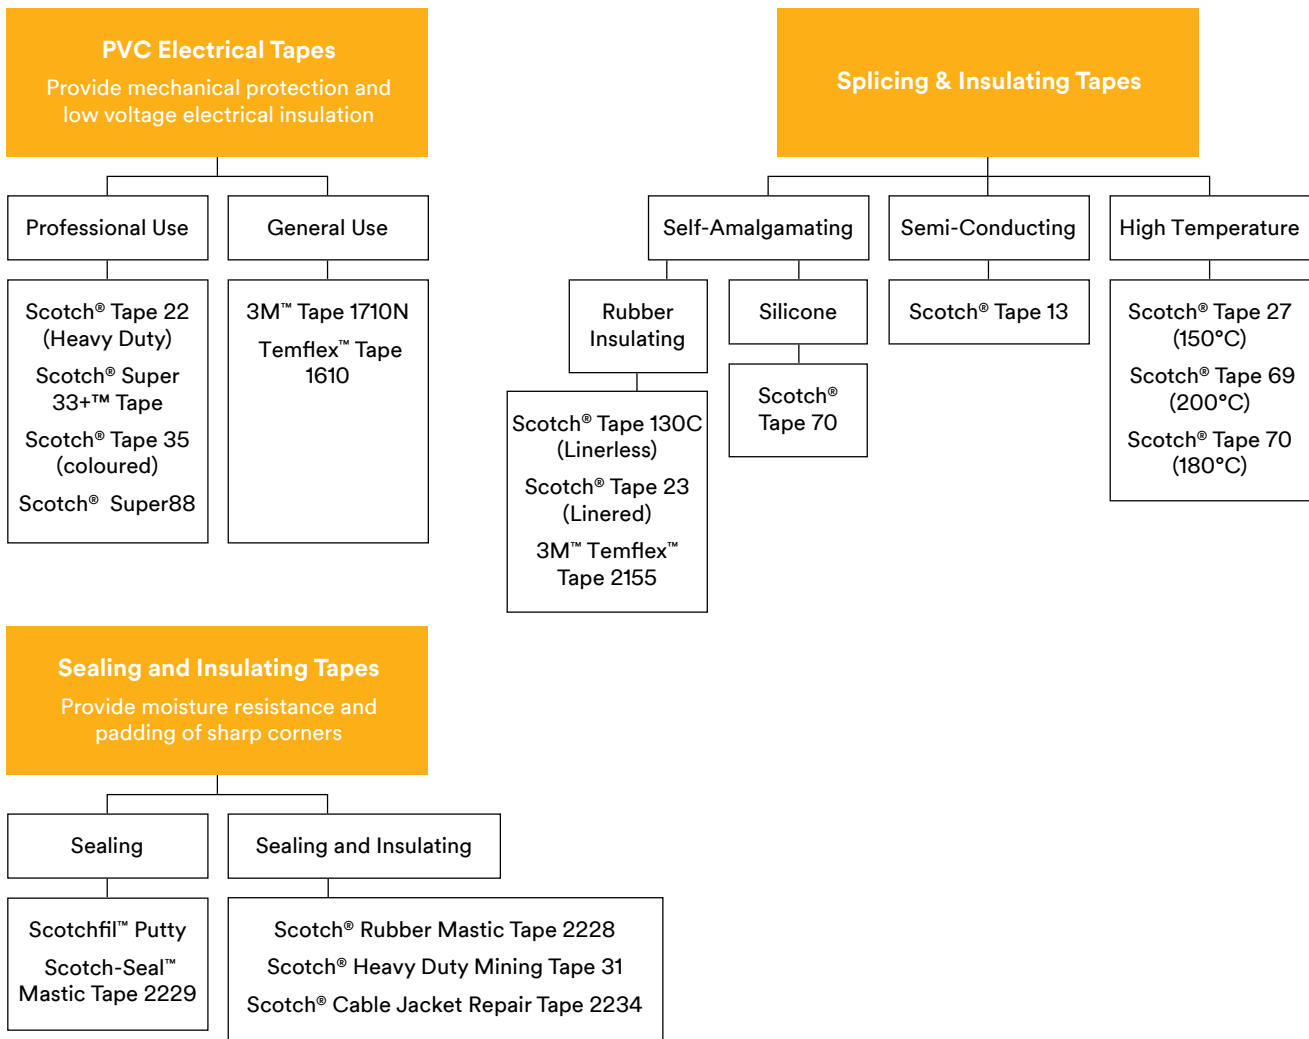 PVC Electrical Tapes
Provide mechanical protection and
low voltage electrical insulation
Professional Use
General Use
Scotch® Tape 22
(Heavy Duty)
Scotch® Super
33+™ Tape
Scotch® Tape 35
(coloured)
Scotch® Super88
3M™ Tape 1710N
Temflex™ Tape
1610
Splicing & Insulating Tapes
Self-Amalgamating
Semi-Conducting
High Temperature
Rubber
Insulating
Silicone
Scotch® Tape 130C
(Linerless)
Scotch® Tape 23
(Linered)
3M™ Temflex™
Tape 2155
Scotch®
Tape 70
Scotch® Tape 13
Scotch® Tape 27
(150°C)
Scotch® Tape 69
(200°C)
Scotch® Tape 70
(180°C)
Sealing and Insulating Tapes
Provide moisture resistance and
padding of sharp corners
Sealing
Sealing and Insulating
Scotchfil™ Putty
Scotch-Seal™
Mastic Tape 2229
Scotch® Rubber Mastic Tape 2228
Scotch® Heavy Duty Mining Tape 31
Scotch® Cable Jacket Repair Tape 2234